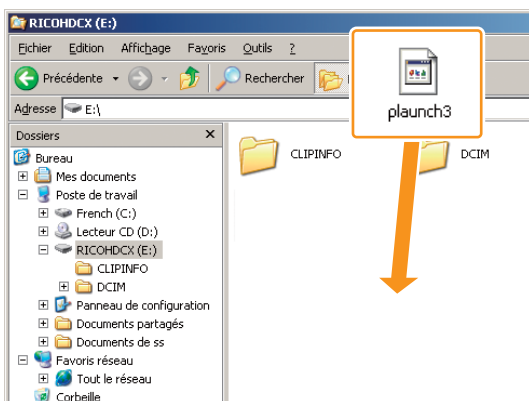 RICOHDCX (E:)
Fichier Edition Affichage Favoris Outils ?
Précédente Rechercher
plaunch3
Adresse E:\
Dossiers x
Bureau
Mes documents
Poste de travail
French (C:)
Lecteur CD (D:)
RICOHDCX (E:)
CLIPINFO
DCIM
Panneau de configuration
Documents partagés
Documents de ss
Favoris réseau
Tout le réseau
Corbeille
CLIPINFO DCIM